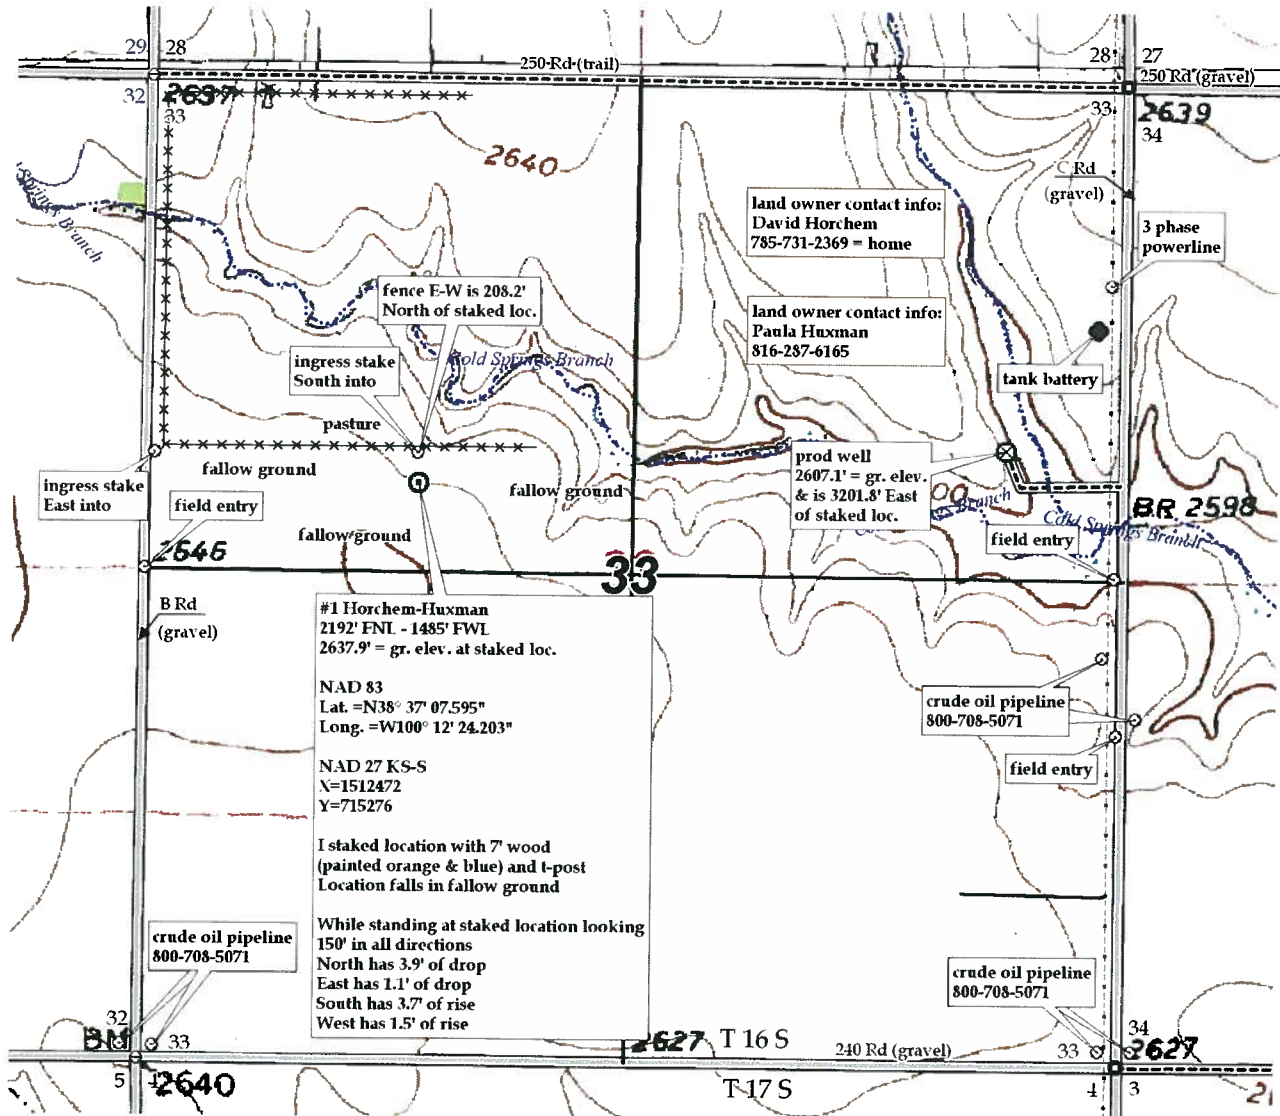 29 28
28 27
250 Rd (trail)
250 Rd (gravel)
32
2637
33
33
2639
34
2640
C Rd
(gravel)
Springs Branch
land owner contact info:
David Horchem
785-731-2369 = home
3 phase
powerline
fence E-W is 208.2'
North of staked loc.
land owner contact info:
Paula Huxman
816-287-6165
ingress stake
South into
Cold Springs Branch
tank battery
pasture
prod well
2607.1' = gr. elev.
& is 3201.8' East
of staked loc.
fallow ground
ingress stake
East into
fallow ground
00
Branch
BR 2598
field entry
Cold Springs Branch
fallow ground
field entry
2646
33
B Rd
(gravel)
#1 Horchem-Huxman
2192' FNL - 1485' FWL
2637.9' = gr. elev. at staked loc.
NAD 83
Lat. =N38° 37' 07.595"
Long. =W100° 12' 24.203"
NAD 27 KS-S
X=1512472
Y=715276
I staked location with 7' wood
(painted orange & blue) and t-post
Location falls in fallow ground
While standing at staked location looking
150' in all directions
North has 3.9' of drop
East has 1.1' of drop
South has 3.7' of rise
West has 1.5' of rise
crude oil pipeline
800-708-5071
field entry
crude oil pipeline
800-708-5071
crude oil pipeline
800-708-5071
32
BM
33
2627
T 16 S
240 Rd (gravel)
34
33
2627
5 4
2640
T 17 S
4 3